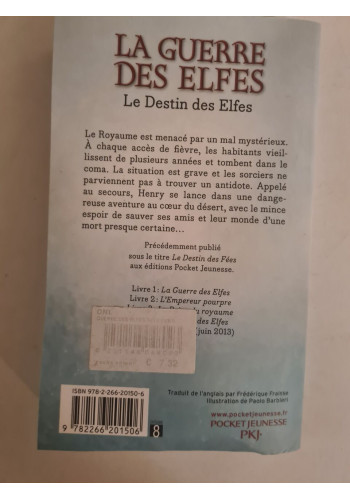 LA GUERRE
DES ELFES
Le Destin des Elfes
Le Royaume est menacé par un mal mystérieux.
À chaque accès de fièvre, les habitants vieil-
lissent de plusieurs années et tombent dans le
coma. La situation est grave et les sorciers ne
parviennent pas à trouver un antidote. Appelé
au secours, Henry se lance dans une dange-
reuse aventure au cœur du désert, avec le mince
espoir de sauver ses amis et leur monde d'une
mort presque certaine...
Précédemment publié
sous le titre Le Destin des Fées
aux éditions Pocket Jeunesse.
Livre 1 : La Guerre des Elfes
Livre 2 : L'Empereur pourpre
royaume
des Elfes
(juin 2013)
ISBN 978-2-266-20150-6
9782266201506
8
Traduit de l'anglais par Frédérique Fraisse
Illustration de Paolo Barbieri
www.pocketjeunesse.fr
POCKET JEUNESSE
PKJ·